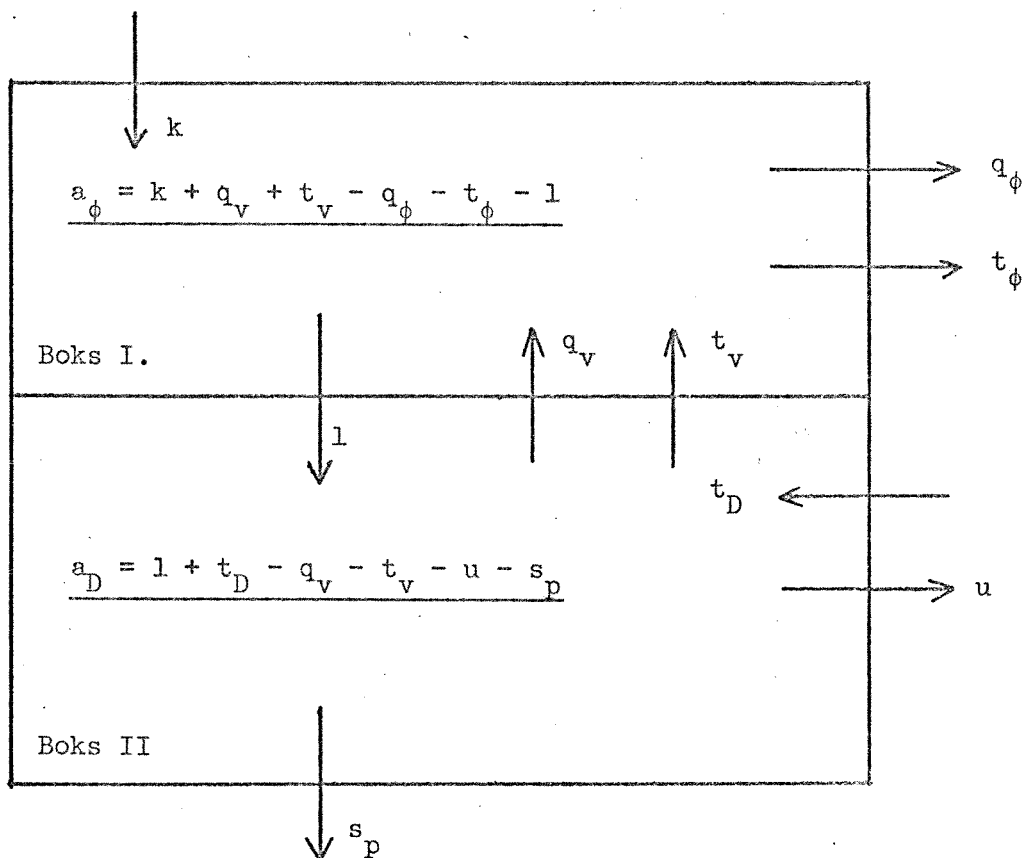 k
q_ϕ
a_ϕ = k + q_v + t_v - q_ϕ - t_ϕ - l
t_ϕ
Boks I.
q_v
t_v
l
t_D
a_D = l + t_D - q_v - t_v - u - s_p
u
Boks II
s_p